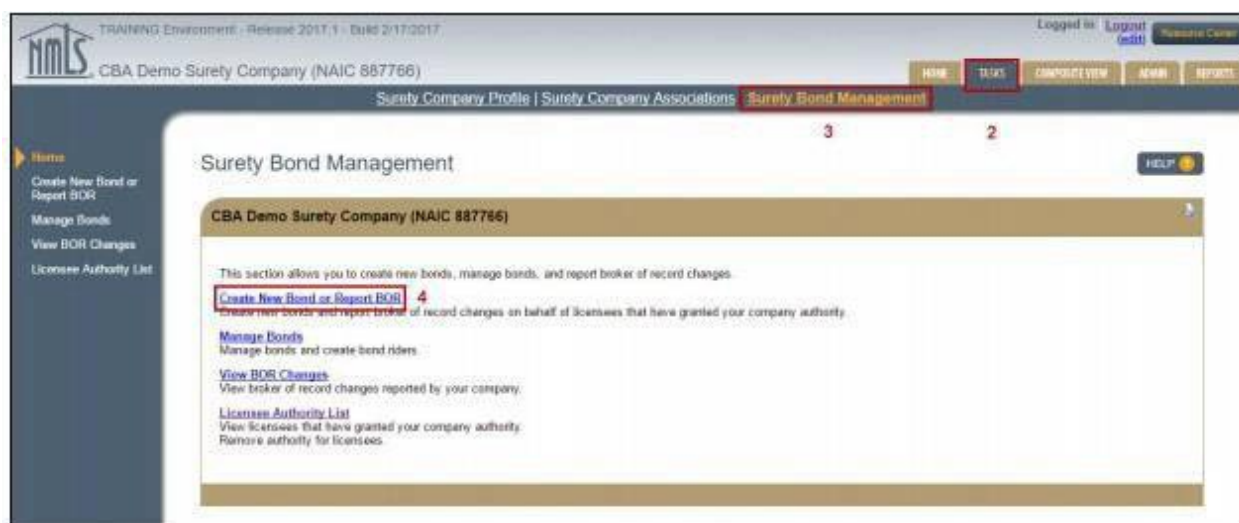 TRAINING Environment - Release 2017.1 - Build 2/17/2017
Logged in Logout
(edit)
Resource Center
NMLS
CBA Demo Surety Company (NAIC 887766)
HOME TASKS COMPOSITE VIEW ADMIN REPORTS
Surety Company Profile | Surety Company Associations Surety Bond Management
3 2
Home
Create New Bond or
Report BOR
Manage Bonds
View BOR Changes
Licensee Authority List
Surety Bond Management
HELP ?
CBA Demo Surety Company (NAIC 887766)
This section allows you to create new bonds, manage bonds, and report broker of record changes.
Create New Bond or Report BOR 4
Create new bonds and report broker of record changes on behalf of licensees that have granted your company authority.
Manage Bonds
Manage bonds and create bond riders.
View BOR Changes
View broker of record changes reported by your company.
Licensee Authority List
View licensees that have granted your company authority.
Remove authority for licensees.